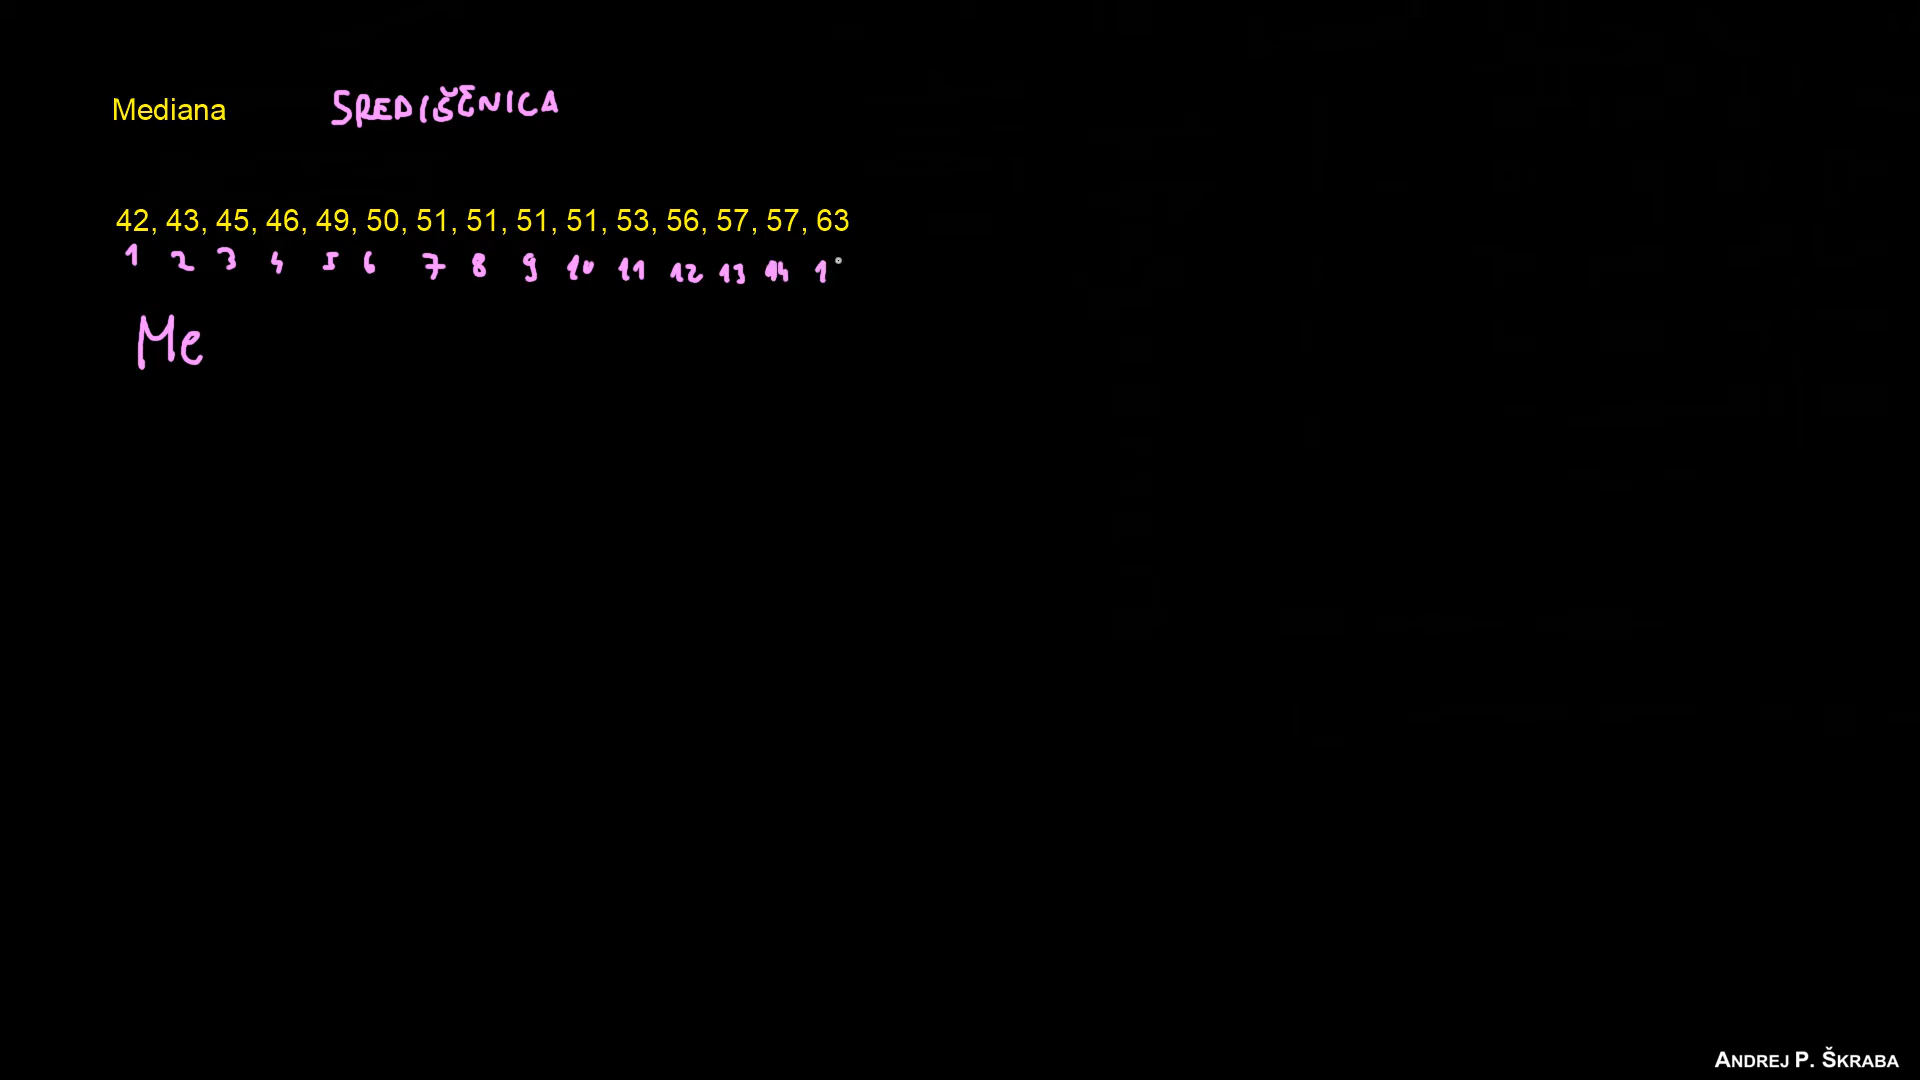 Mediana SREDIŠČNICA
42, 43, 45, 46, 49, 50, 51, 51, 51, 51, 53, 56, 57, 57, 63
1 2 3 4 5 6 7 8 9 10 11 12 13 14 1
Me
ANDREJ P. ŠKRABA